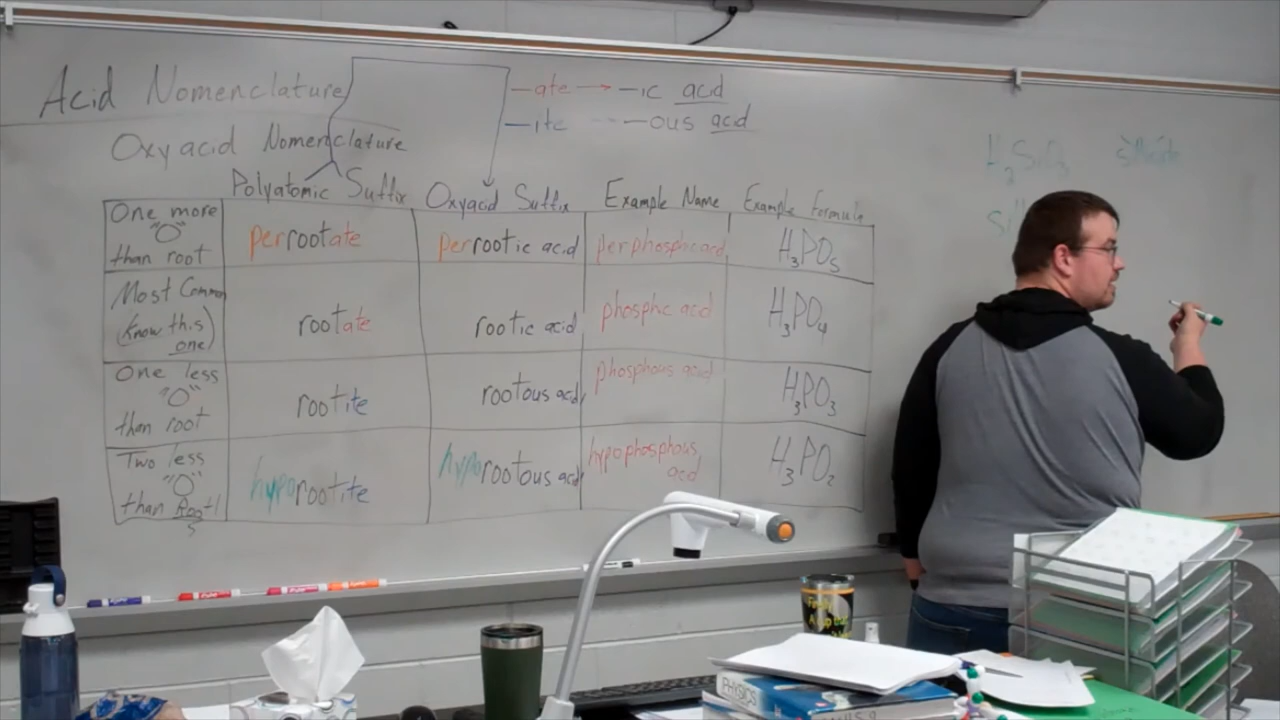 Acid Nomenclature
-ate → -ic acid
-ite -ous acid
Oxyacid Nomenclature
Polyatomic Suffix Oxyacid Suffix Example Name Example Formula
One more "O" than root perrootate perrootic acid perphosphic acid H₃PO₅
Most Common (know this one) rootate rootic acid phosphic acid H₃PO₄
One less "O" than root rootite rootous acid phosphous acid H₃PO₃
Two less "O" than Root! hyporootite hyporootous acid hypophosphous acid H₃PO₂
PHYSICS